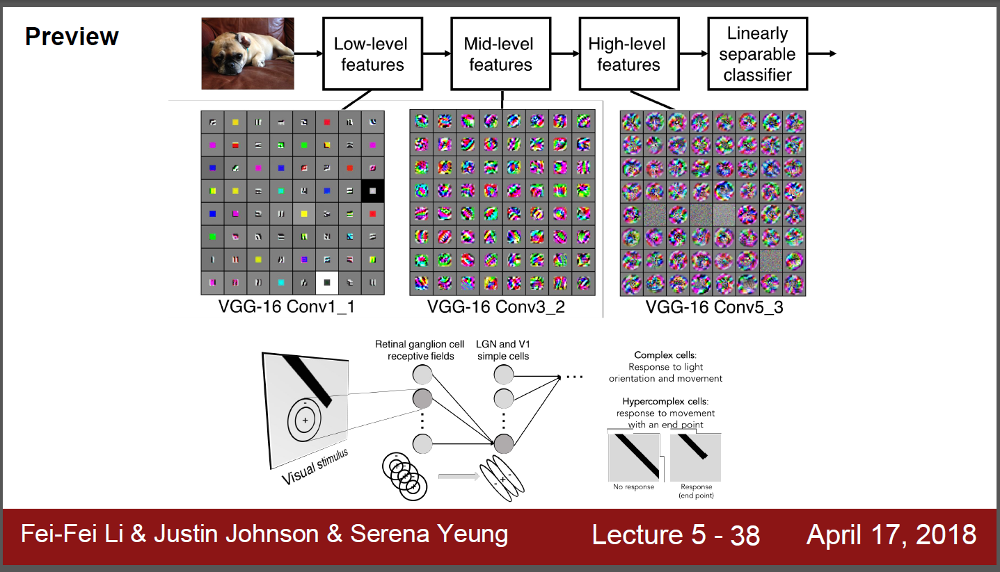 Preview
Low-level
features
Mid-level
features
High-level
features
Linearly
separable
classifier
VGG-16 Conv1_1
VGG-16 Conv3_2
VGG-16 Conv5_3
Retinal ganglion cell
receptive fields
LGN and V1
simple cells
Complex cells:
Response to light
orientation and movement
Hypercomplex cells:
response to movement
with an end point
No response
Response
(end point)
Visual stimulus
Fei-Fei Li & Justin Johnson & Serena Yeung
Lecture 5 - 38
April 17, 2018